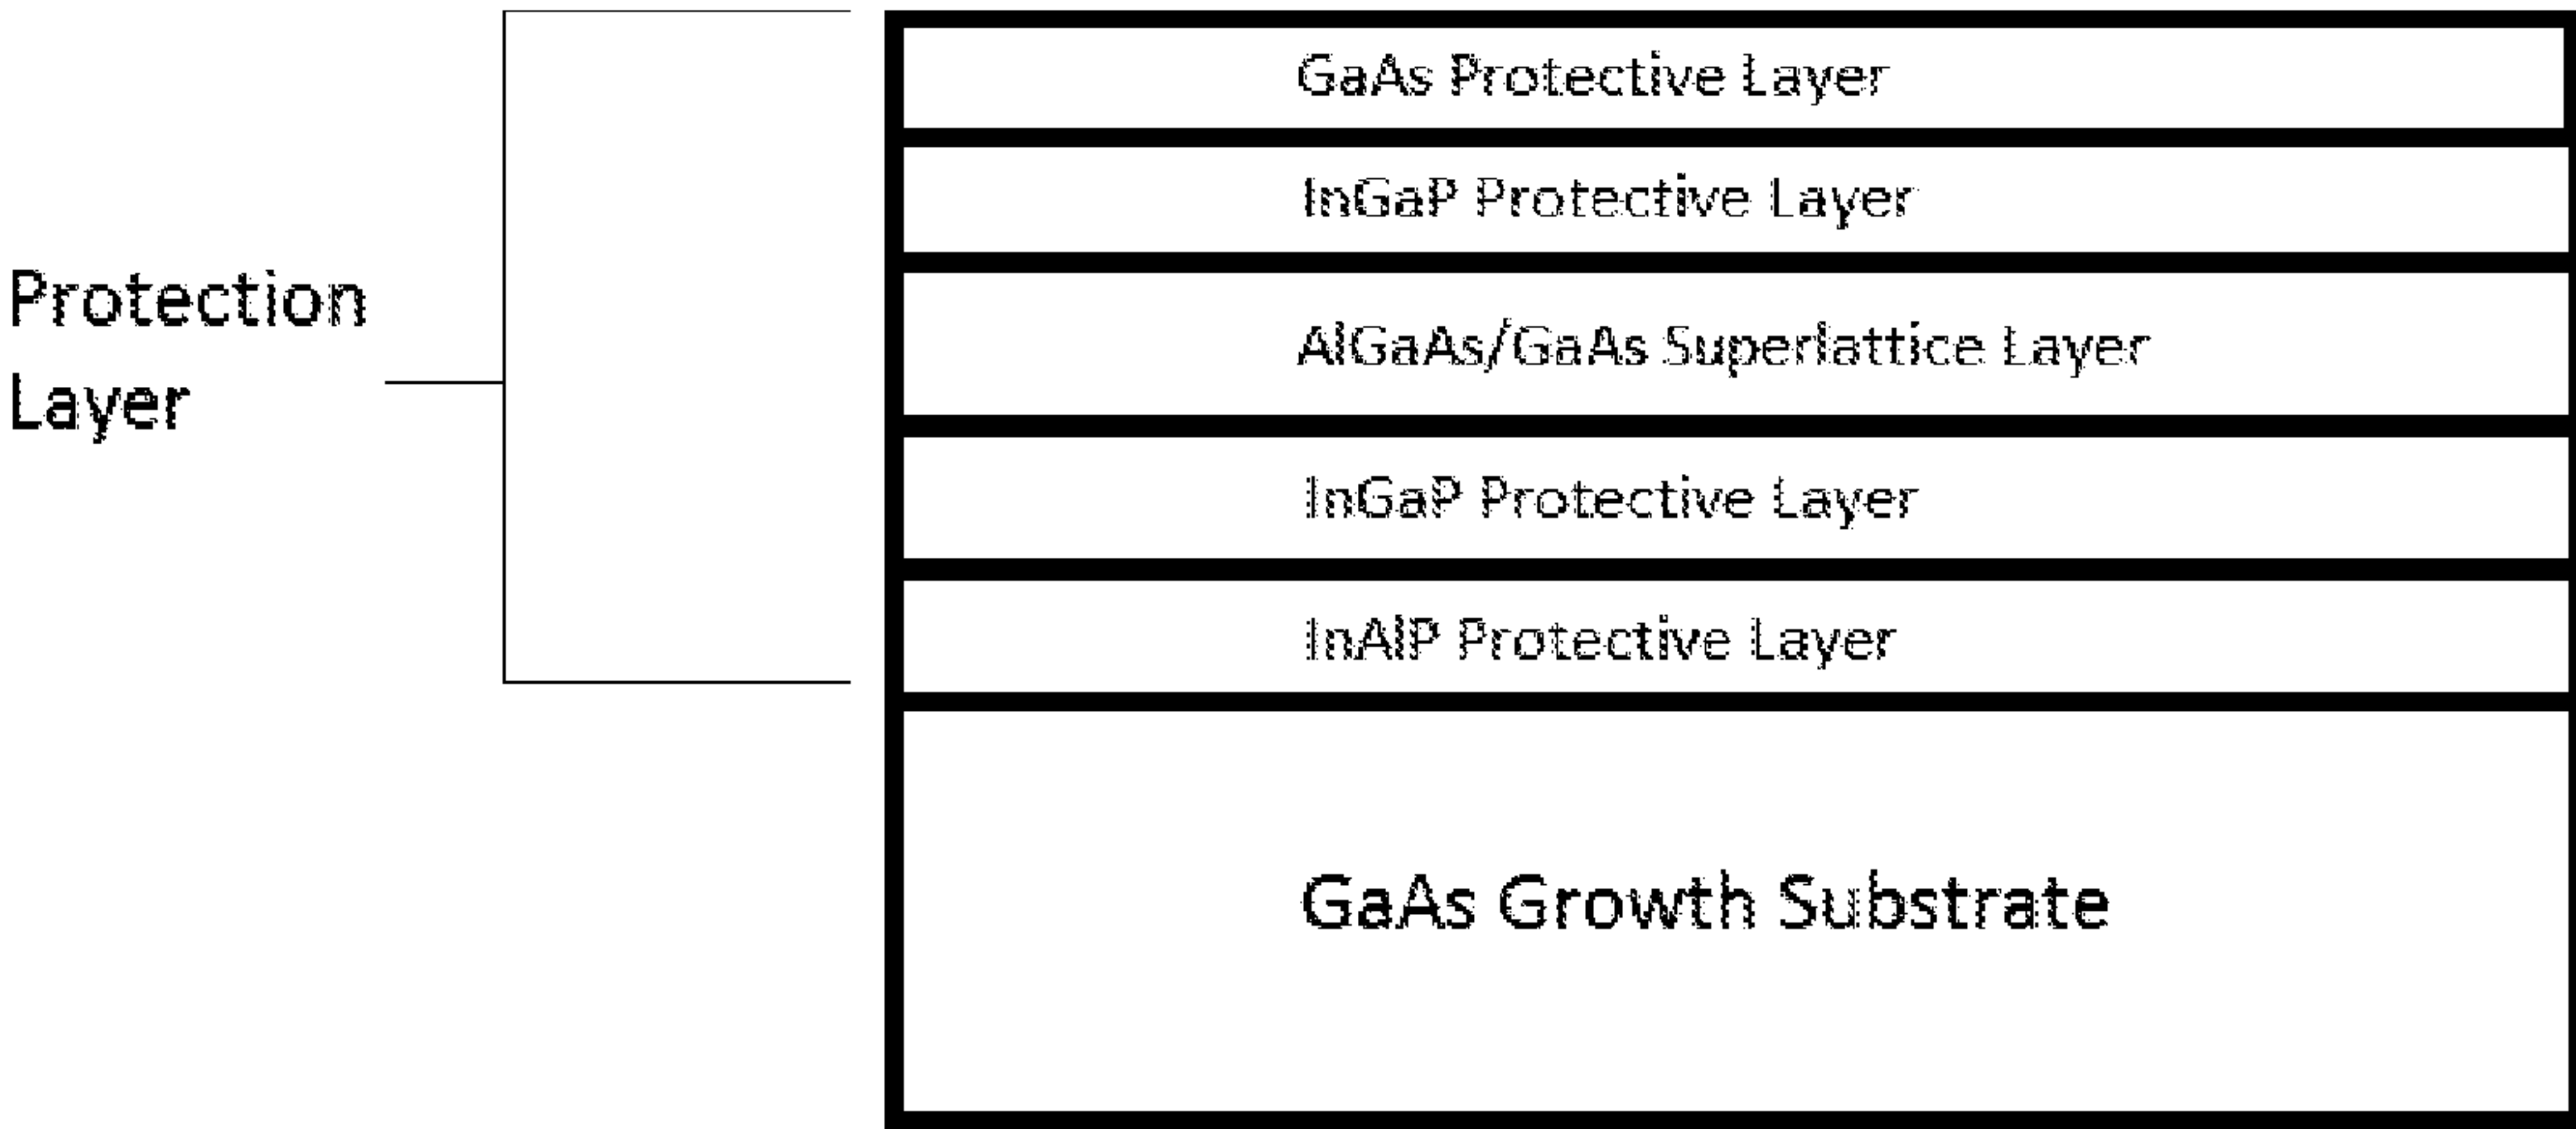 Protection
Layer
GaAs Protective Layer
InGaP Protective Layer
AlGaAs/GaAs Superlattice Layer
InGaP Protective Layer
InAlP Protective Layer
GaAs Growth Substrate